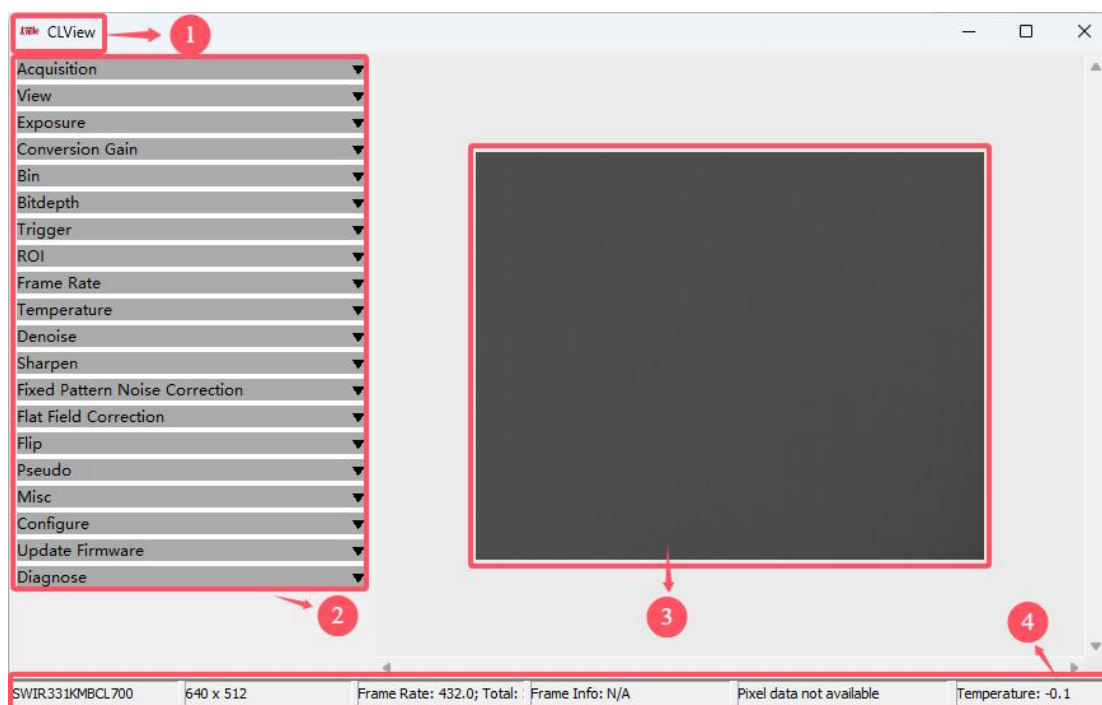 CLView
1
Acquisition
View
Exposure
Conversion Gain
Bin
Bitdepth
Trigger
ROI
Frame Rate
Temperature
Denoise
Sharpen
Fixed Pattern Noise Correction
Flat Field Correction
Flip
Pseudo
Misc
Configure
Update Firmware
Diagnose
2
3
4
SWIR331KMBCL700 640 x 512 Frame Rate: 432.0; Total: Frame Info: N/A Pixel data not available Temperature: -0.1